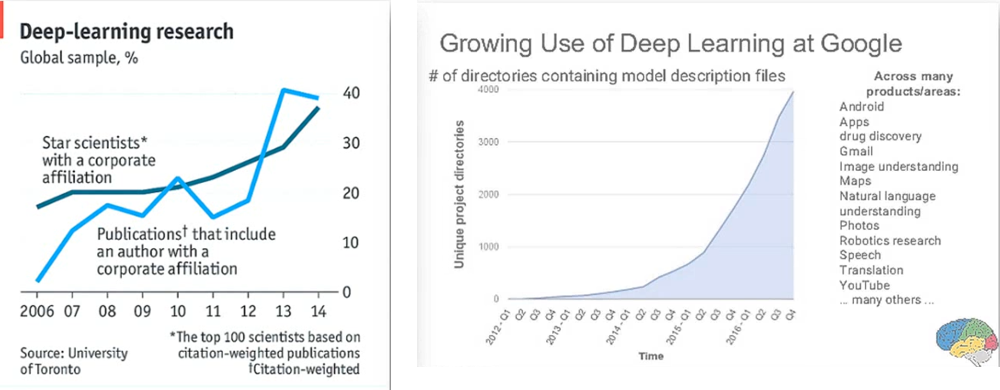 Deep-learning research
Global sample, %
40
30
20
10
0
Star scientists*
with a corporate
affiliation
Publications† that include
an author with a
corporate affiliation
2006 07 08 09 10 11 12 13 14
*The top 100 scientists based on
citation-weighted publications
†Citation-weighted
Source: University
of Toronto
Growing Use of Deep Learning at Google
# of directories containing model description files
Unique project directories
4000
3000
2000
1000
0
2012 - Q1 Q2 Q3 Q4 2013 - Q1 Q2 Q3 Q4 2014 - Q1 Q2 Q3 Q4 2015 - Q1 Q2 Q3 Q4 2016 - Q1 Q2 Q3 Q4
Time
Across many
products/areas:
Android
Apps
drug discovery
Gmail
Image understanding
Maps
Natural language
understanding
Photos
Robotics research
Speech
Translation
YouTube
... many others ...